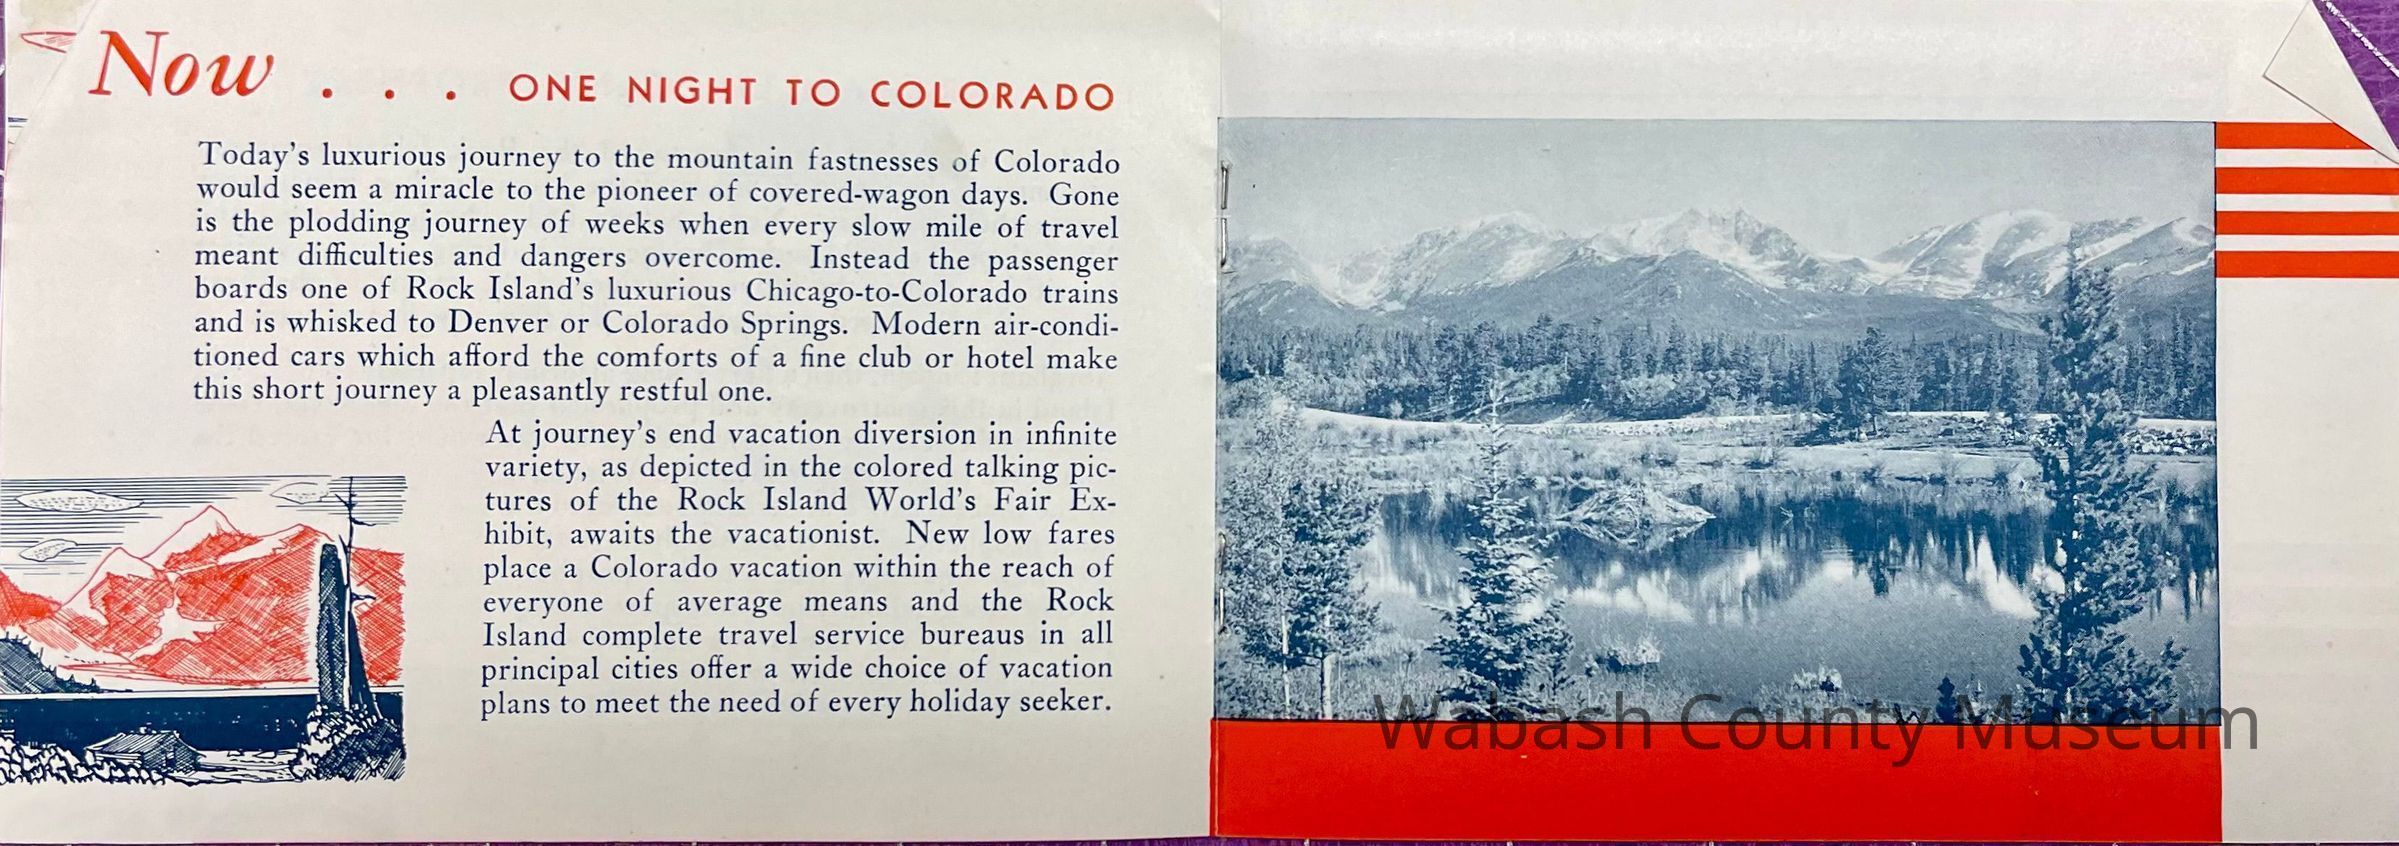 Now . . . ONE NIGHT TO COLORADO
Today's luxurious journey to the mountain fastnesses of Colorado
would seem a miracle to the pioneer of covered-wagon days. Gone
is the plodding journey of weeks when every slow mile of travel
meant difficulties and dangers overcome. Instead the passenger
boards one of Rock Island's luxurious Chicago-to-Colorado trains
and is whisked to Denver or Colorado Springs. Modern air-condi-
tioned cars which afford the comforts of a fine club or hotel make
this short journey a pleasantly restful one.
At journey's end vacation diversion in infinite
variety, as depicted in the colored talking pic-
tures of the Rock Island World's Fair Ex-
hibit, awaits the vacationist. New low fares
place a Colorado vacation within the reach of
everyone of average means and the Rock
Island complete travel service bureaus in all
principal cities offer a wide choice of vacation
plans to meet the need of every holiday seeker.
Wabash County Museum